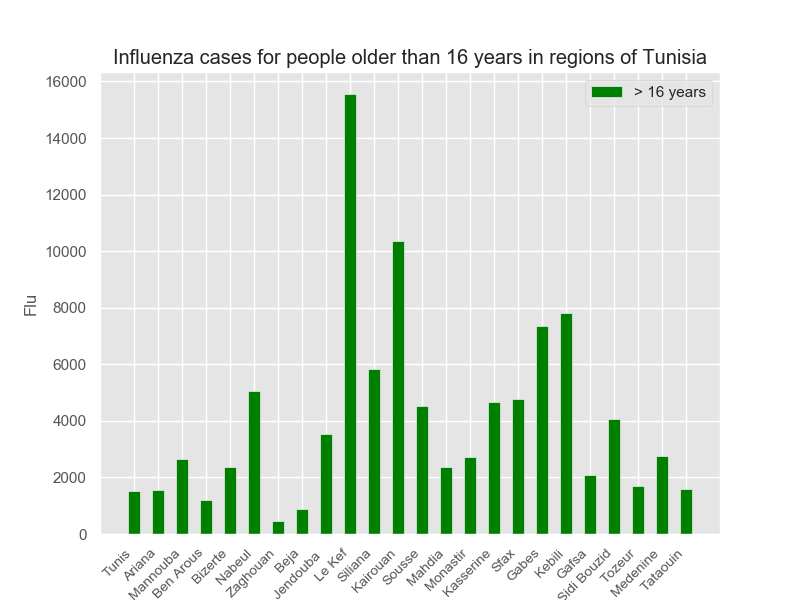 Influenza cases for people older than 16 years in regions of Tunisia
> 16 years
16000
14000
12000
10000
8000
6000
4000
2000
0
Flu
Tunis
Ariana
Mannouba
Ben Arous
Bizerte
Nabeul
Zaghouan
Beja
Jendouba
Le Kef
Siliana
Kairouan
Sousse
Mahdia
Monastir
Kasserine
Sfax
Gabes
Kebili
Gafsa
Sidi Bouzid
Tozeur
Medenine
Tataouin